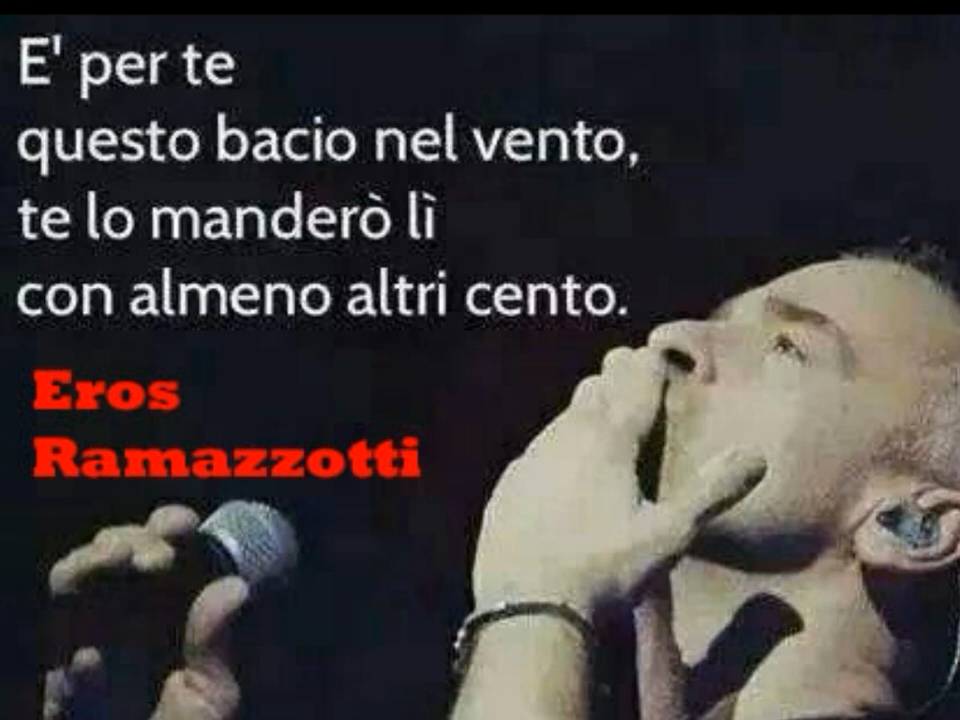 E' per te
questo bacio nel vento,
te lo manderò lì
con almeno altri cento.
Eros
Ramazzotti